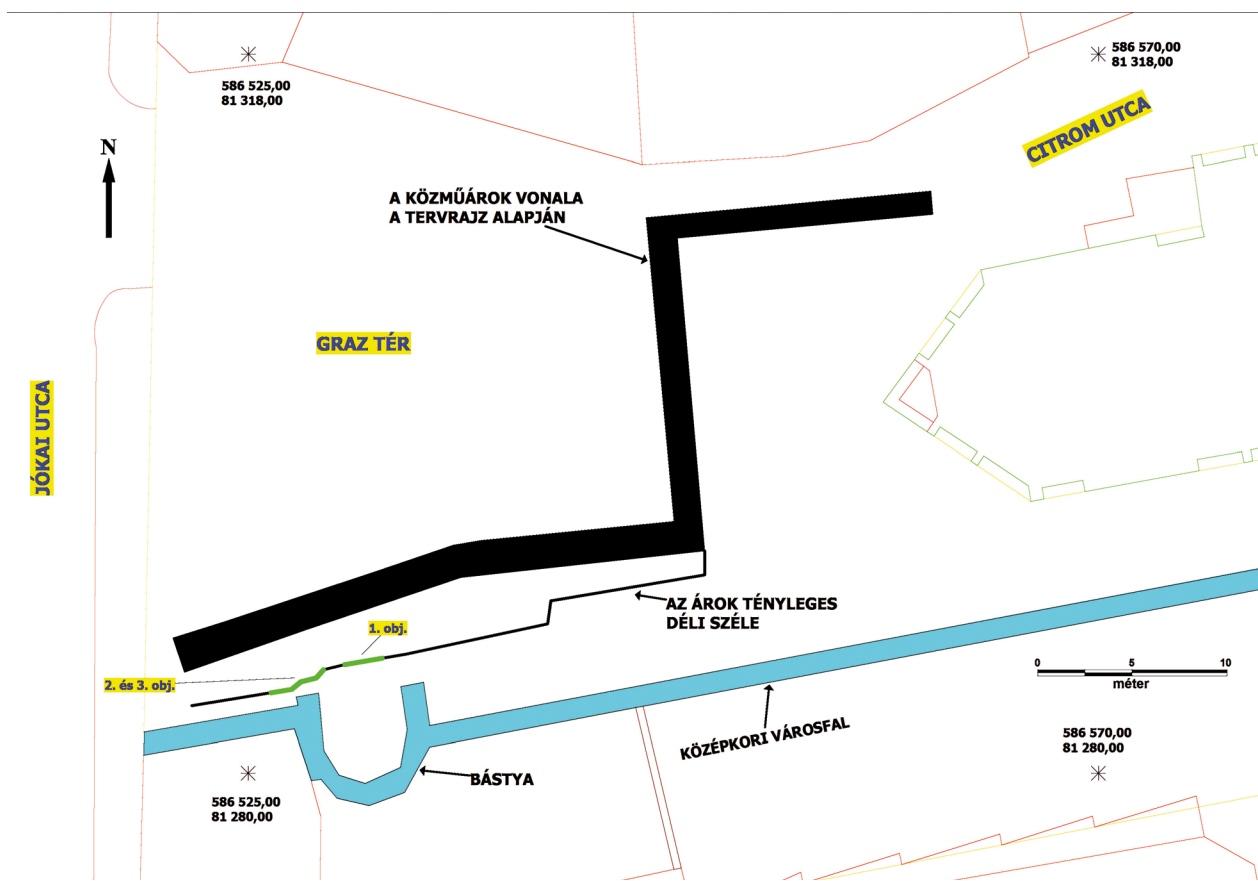 586 525,00
81 318,00
586 570,00
81 318,00
CITROM UTCA
N
A KÖZMŰÁROK VONALA
A TERVRAJZ ALAPJÁN
GRAZ TÉR
JÓKAI UTCA
AZ ÁROK TÉNYLEGES
DÉLI SZÉLE
1. obj.
2. és 3. obj.
0 5 10
méter
KÖZÉPKORI VÁROSFAL
BÁSTYA
586 570,00
81 280,00
586 525,00
81 280,00